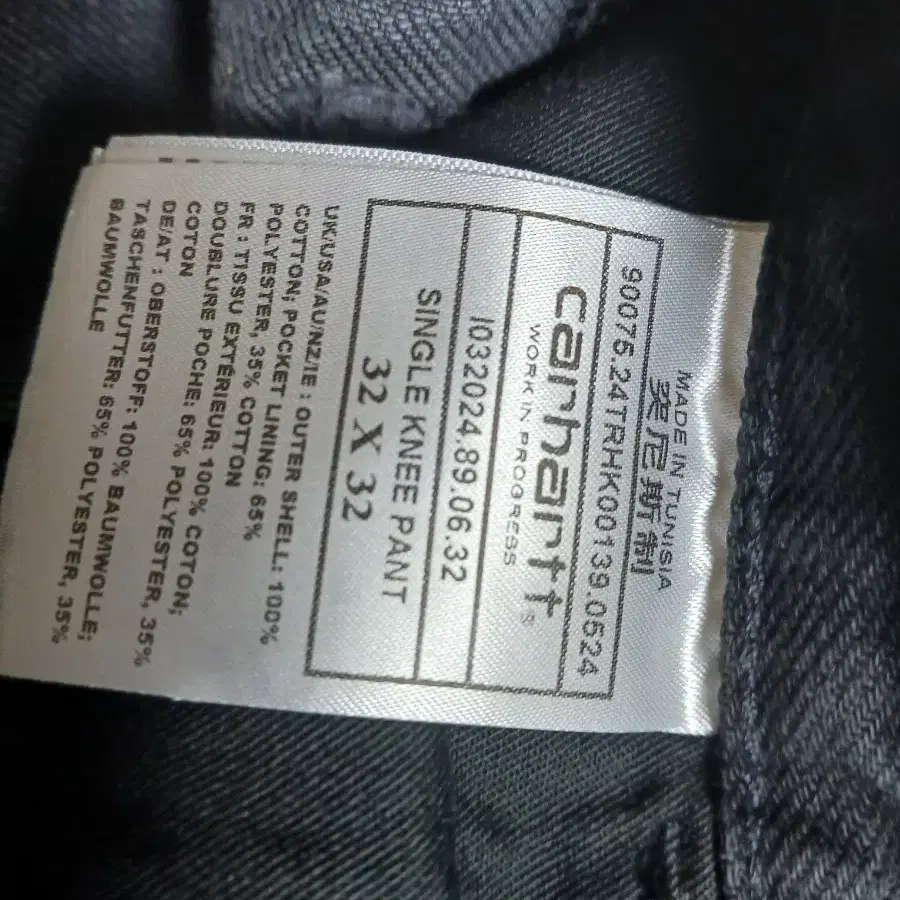 MADE IN TUNISIA
突尼斯制
90075.24TRHK00139.0524
carhartt
WORK IN PROGRESS
I032024.89.06.32
SINGLE KNEE PANT
32 X 32
UK/USA/AU/NZ/IE : OUTER SHELL: 100%
COTTON; POCKET LINING: 65%
POLYESTER, 35% COTTON
FR : TISSU EXTÉRIEUR: 100% COTON;
DOUBLURE POCHE: 65% POLYESTER, 35%
COTON
DE/AT : OBERSTOFF: 100% BAUMWOLLE;
TASCHENFUTTER: 65% POLYESTER, 35%
BAUMWOLLE